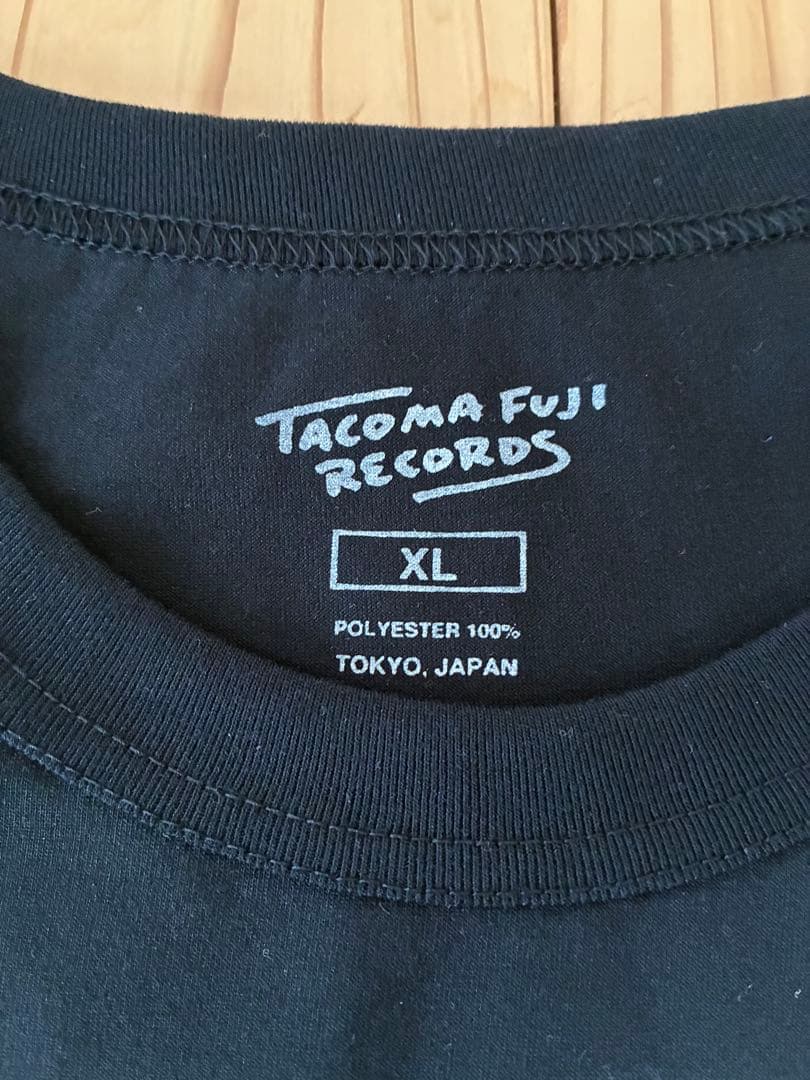 TACOMA FUJI
RECORDS
XL
POLYESTER 100%
TOKYO, JAPAN